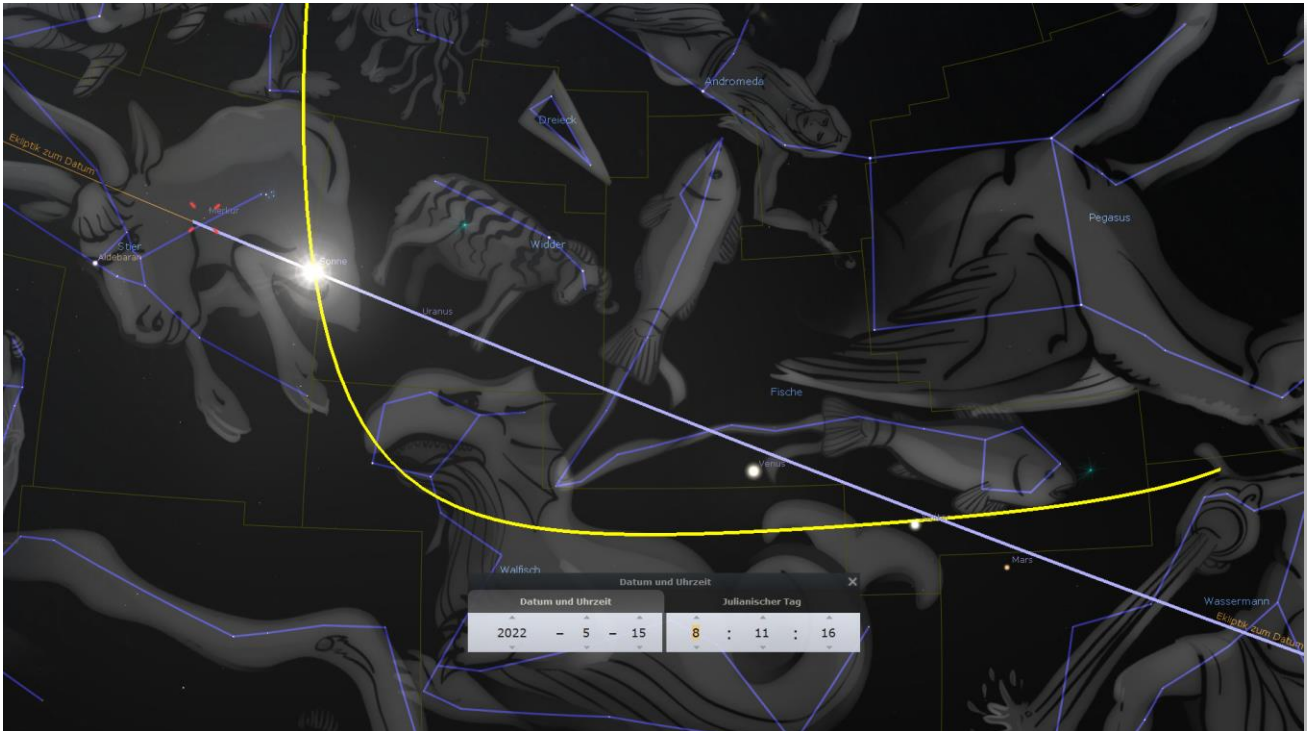 Andromeda
Dreieck
Ekliptik zum Datum
Merkur
Pegasus
Stier
Aldebaran
Widder
Sonne
Uranus
Fische
Venus
Mars
Walfisch
Wassermann
Ekliptik zum Datum
Datum und Uhrzeit ×
Datum und Uhrzeit Julianischer Tag
2022 – 5 – 15 8 : 11 : 16